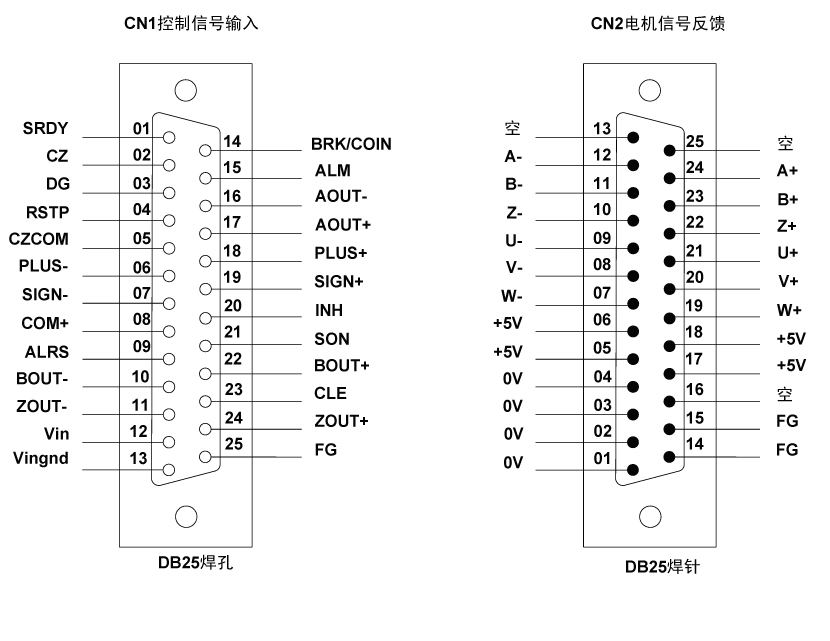 CN1控制信号输入
SRDY 01
14 BRK/COIN
CZ 02
15 ALM
DG 03
16 AOUT-
RSTP 04
17 AOUT+
CZCOM 05
18 PLUS+
PLUS- 06
19 SIGN+
SIGN- 07
20 INH
COM+ 08
21 SON
ALRS 09
22 BOUT+
BOUT- 10
23 CLE
ZOUT- 11
24 ZOUT+
Vin 12
25 FG
Vingnd 13
DB25焊孔
CN2电机信号反馈
空 13
25 空
A- 12
24 A+
B- 11
23 B+
Z- 10
22 Z+
U- 09
21 U+
V- 08
20 V+
W- 07
19 W+
+5V 06
18 +5V
+5V 05
17 +5V
0V 04
16 空
0V 03
15 FG
0V 02
14 FG
0V 01
DB25焊针